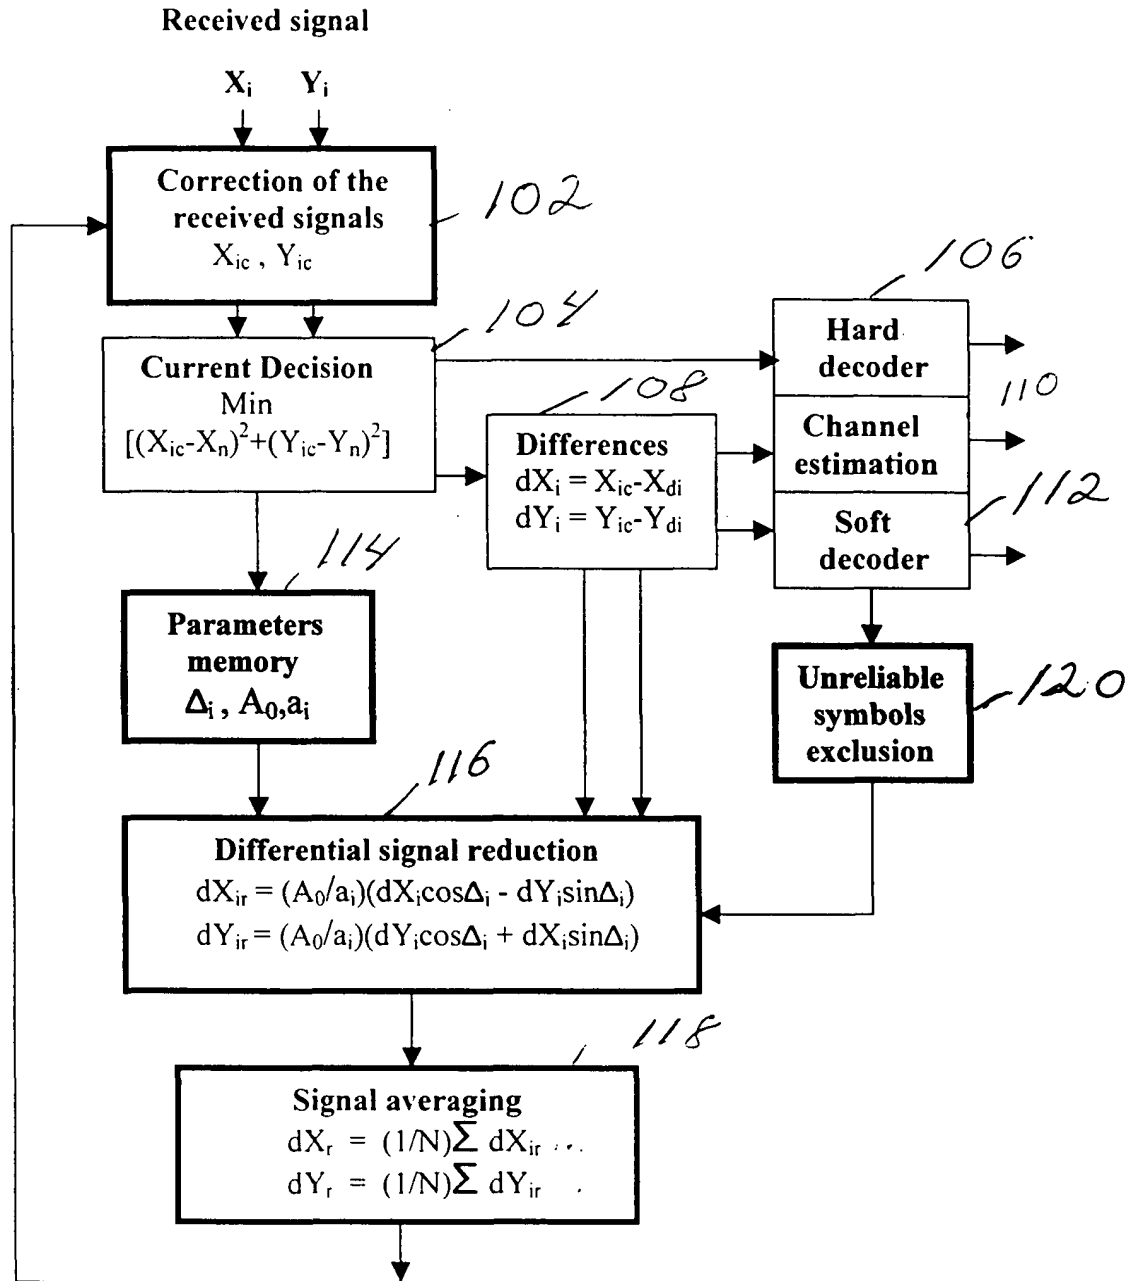 Received signal
Xi Yi
Correction of the
received signals
Xic , Yic
102
Current Decision
Min
[(Xic-Xn)²+(Yic-Yn)²]
104
106
Hard
decoder
110
Channel
estimation
112
Soft
decoder
108
Differences
dXi = Xic-Xdi
dYi = Yic-Ydi
114
Parameters
memory
Δi , A0,ai
Unreliable
symbols
exclusion
120
116
Differential signal reduction
dXir = (A0/ai)(dXicosΔi - dYisinΔi)
dYir = (A0/ai)(dYicosΔi + dXisinΔi)
118
Signal averaging
dXr = (1/N)Σ dXir
dYr = (1/N)Σ dYir